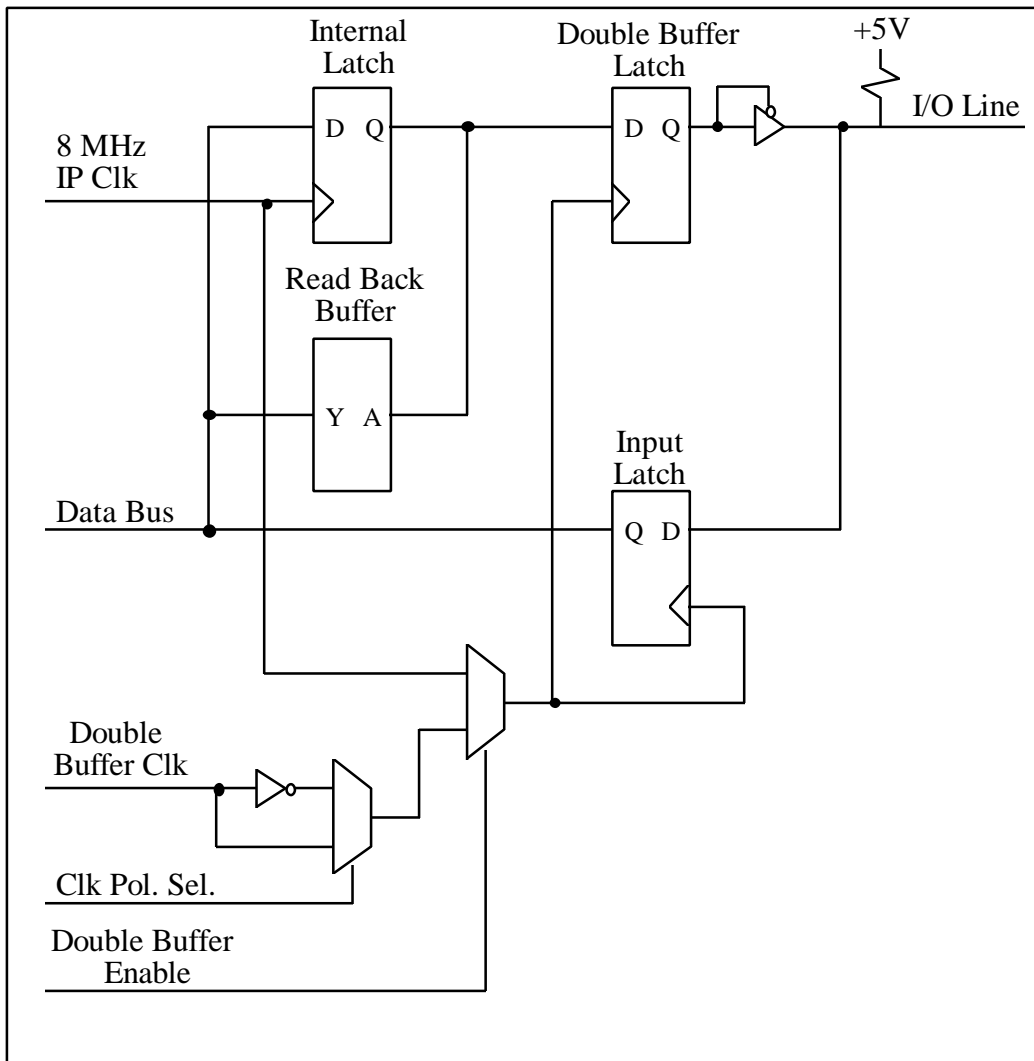 Internal
Latch
Double Buffer
Latch
+5V
I/O Line
D Q
D Q
8 MHz
IP Clk
Read Back
Buffer
Y A
Input
Latch
Data Bus
Q D
Double
Buffer Clk
Clk Pol. Sel.
Double Buffer
Enable